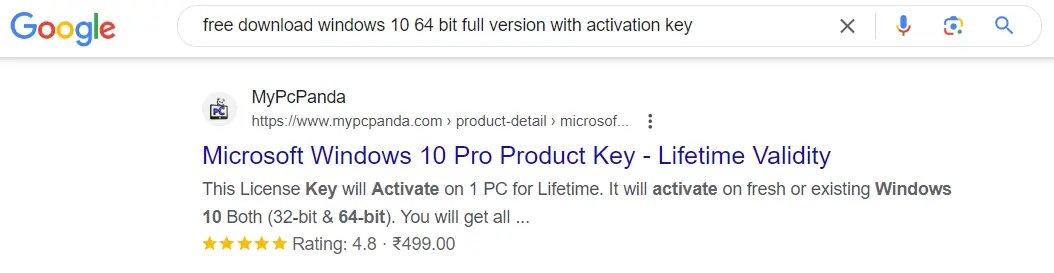 Google
free download windows 10 64 bit full version with activation key
MyPcPanda
https://www.mypcpanda.com › product-detail › microsof...
Microsoft Windows 10 Pro Product Key - Lifetime Validity
This License Key will Activate on 1 PC for Lifetime. It will activate on fresh or existing Windows
10 Both (32-bit & 64-bit). You will get all ...
Rating: 4.8 · ₹499.00